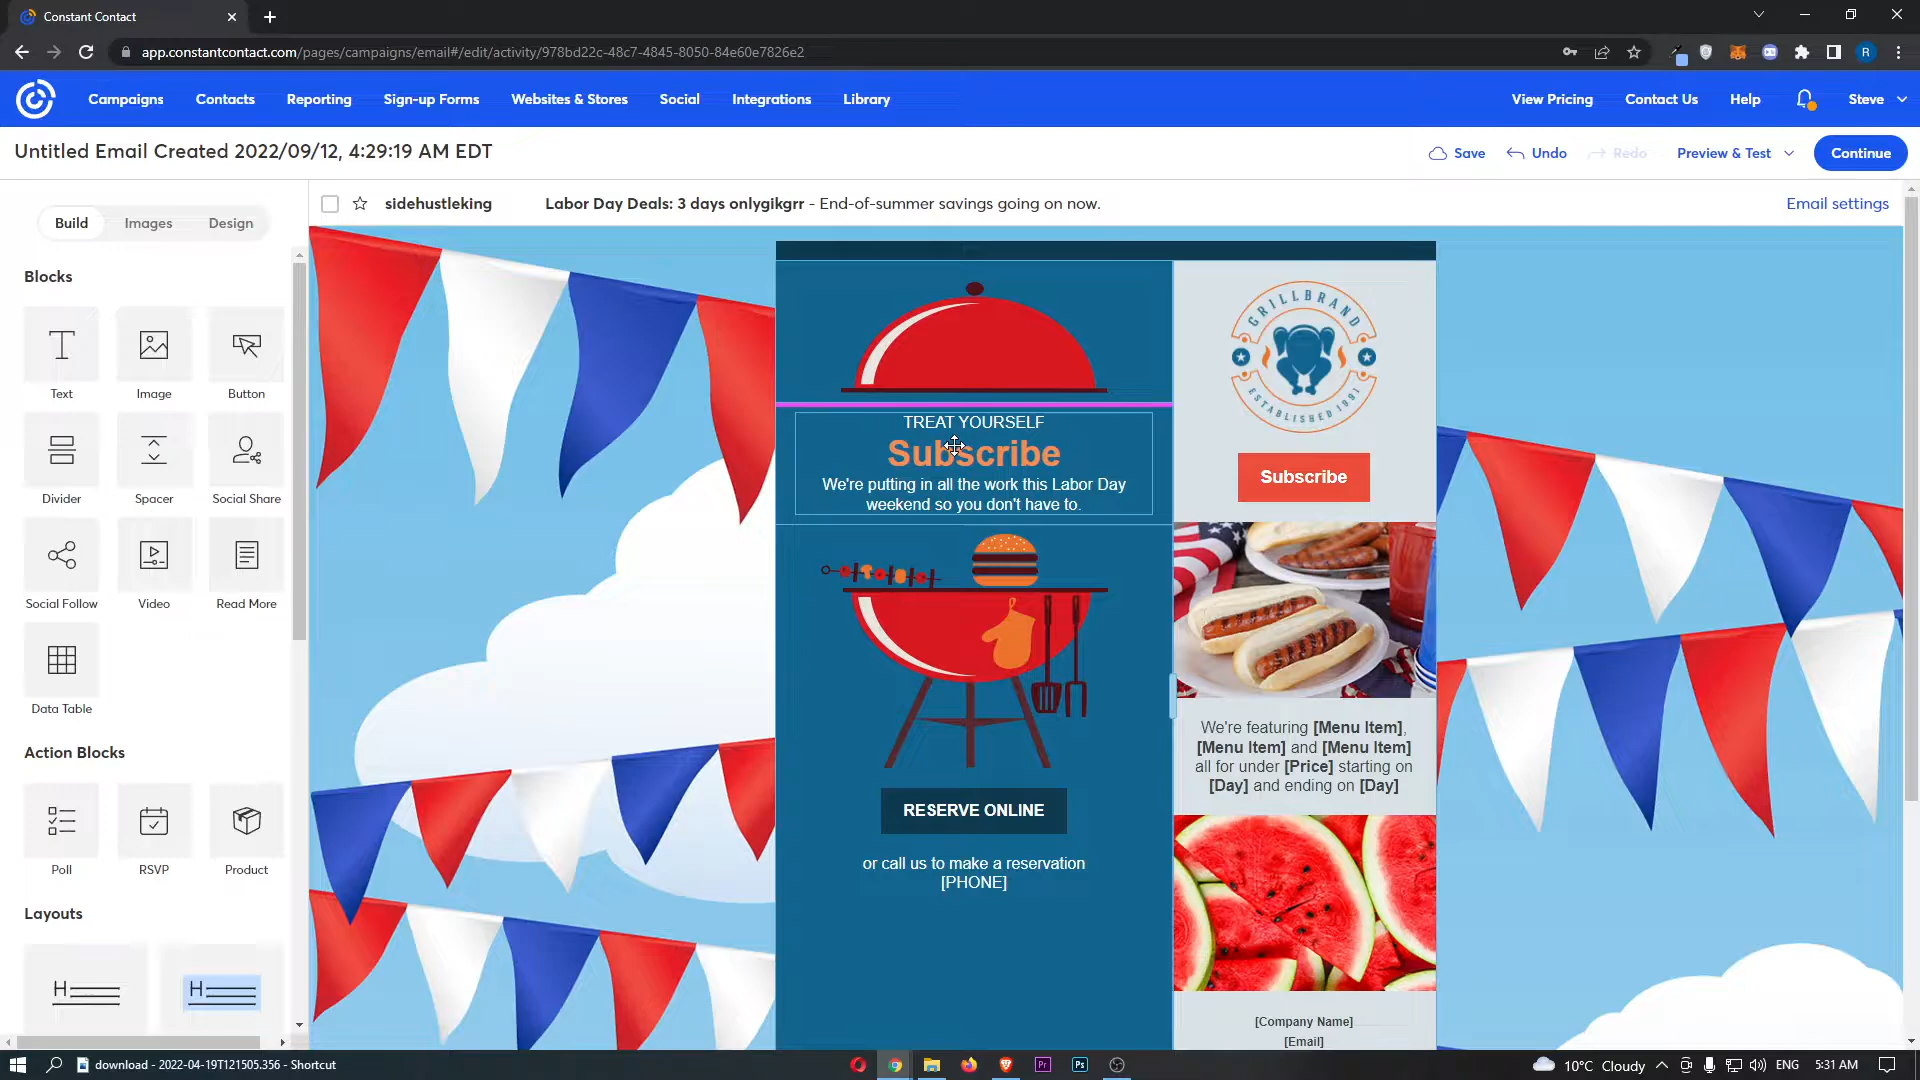 Constant Contact
app.constantcontact.com/pages/campaigns/email#/edit/activity/978bd22c-48c7-4845-8050-84e60e7826e2
R
Campaigns
Contacts
Reporting
Sign-up Forms
Websites & Stores
Social
Integrations
Library
View Pricing
Contact Us
Help
Steve
Untitled Email Created 2022/09/12, 4:29:19 AM EDT
Save
Undo
Redo
Preview & Test
Continue
Build
Images
Design
sidehustleking
Labor Day Deals: 3 days onlygikgrr - End-of-summer savings going on now.
Email settings
Blocks
Text
Image
Button
Divider
Spacer
Social Share
Social Follow
Video
Read More
Data Table
Action Blocks
Poll
RSVP
Product
Layouts
H
H
TREAT YOURSELF
Subscribe
We're putting in all the work this Labor Day
weekend so you don't have to.
RESERVE ONLINE
or call us to make a reservation
[PHONE]
GRILLBRAND
ESTABLISHED 1991
Subscribe
We're featuring [Menu Item],
[Menu Item] and [Menu Item]
all for under [Price] starting on
[Day] and ending on [Day]
[Company Name]
[Email]
download - 2022-04-19T121505.356 - Shortcut
Pr
Ps
10°C Cloudy
ENG
5:31 AM